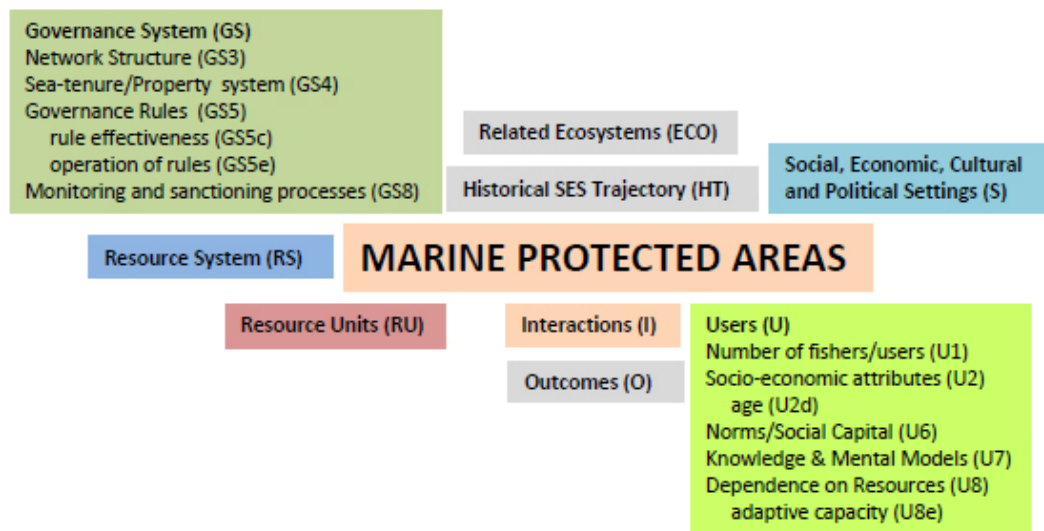 Governance System (GS)
Network Structure (GS3)
Sea-tenure/Property system (GS4)
Governance Rules (GS5)
rule effectiveness (GS5c)
operation of rules (GS5e)
Monitoring and sanctioning processes (GS8)
Related Ecosystems (ECO)
Historical SES Trajectory (HT)
Social, Economic, Cultural
and Political Settings (S)
Resource System (RS)
MARINE PROTECTED AREAS
Resource Units (RU)
Interactions (I)
Outcomes (O)
Users (U)
Number of fishers/users (U1)
Socio-economic attributes (U2)
age (U2d)
Norms/Social Capital (U6)
Knowledge & Mental Models (U7)
Dependence on Resources (U8)
adaptive capacity (U8e)